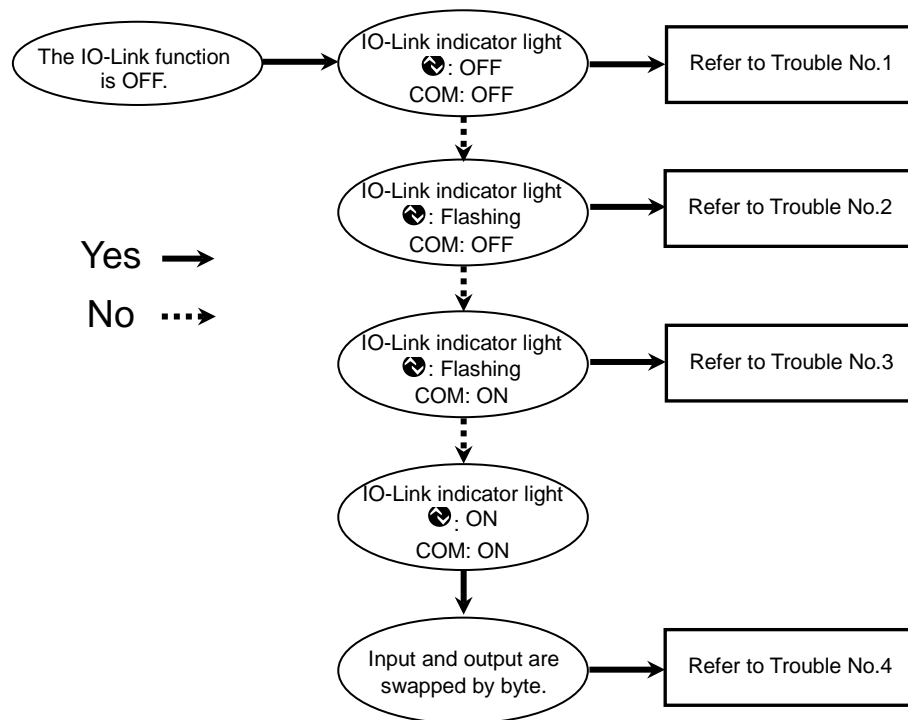 The IO-Link function
is OFF.
IO-Link indicator light
: OFF
COM: OFF
Refer to Trouble No.1
IO-Link indicator light
: Flashing
COM: OFF
Refer to Trouble No.2
Yes
No
IO-Link indicator light
: Flashing
COM: ON
Refer to Trouble No.3
IO-Link indicator light
: ON
COM: ON
Input and output are
swapped by byte.
Refer to Trouble No.4